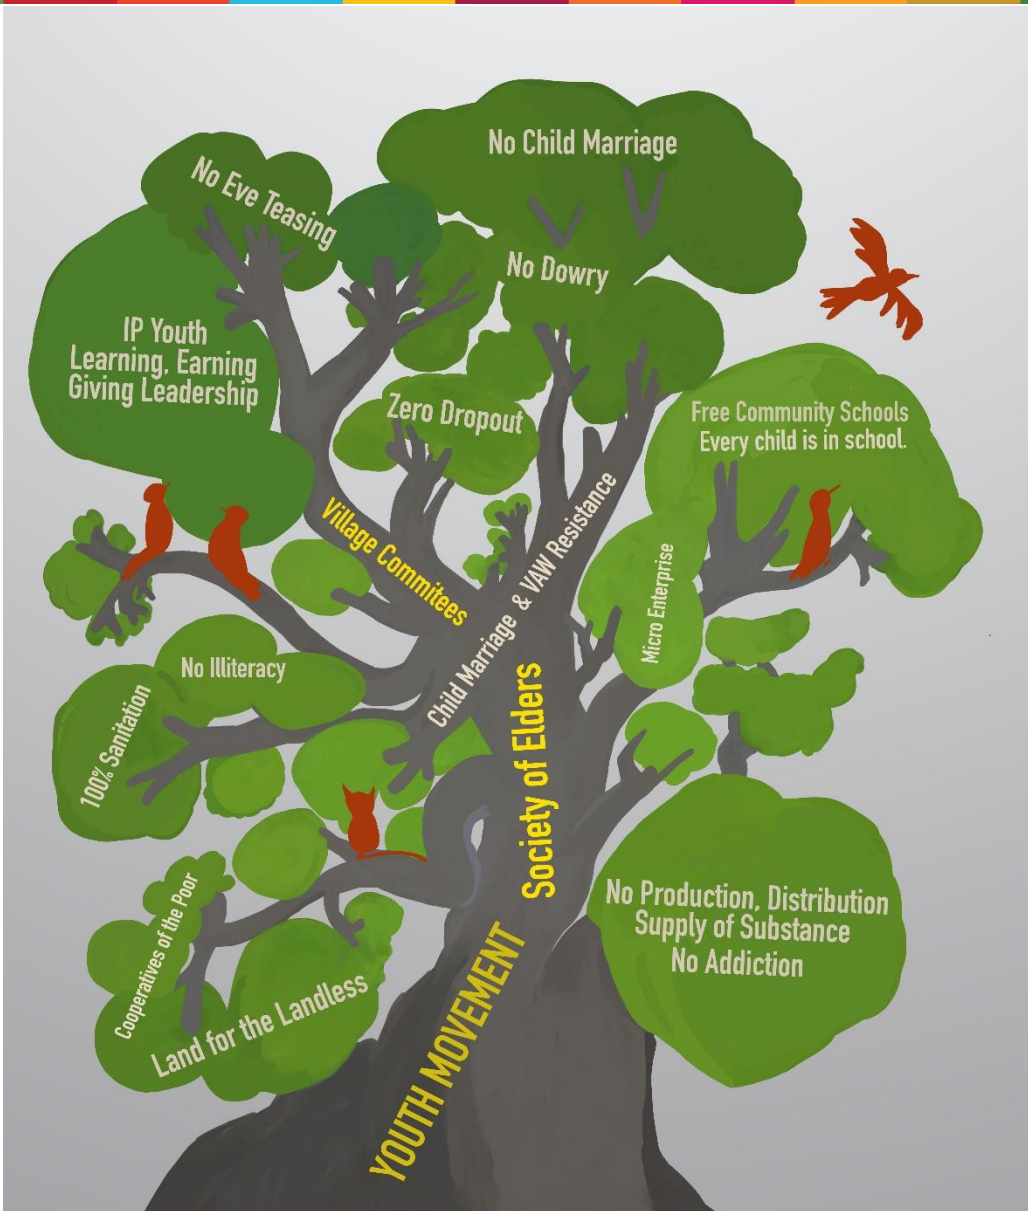 No Child Marriage
No Eve Teasing
No Dowry
IP Youth
Learning, Earning
Giving Leadership
Zero Dropout
Free Community Schools
Every child is in school.
Village Commitees
Child Marriage & VAW Resistance
Micro Enterprise
No Illiteracy
100% Sanitation
Society of Elders
Cooperatives of the Poor
Land for the Landless
No Production, Distribution
Supply of Substance
No Addiction
YOUTH MOVEMENT